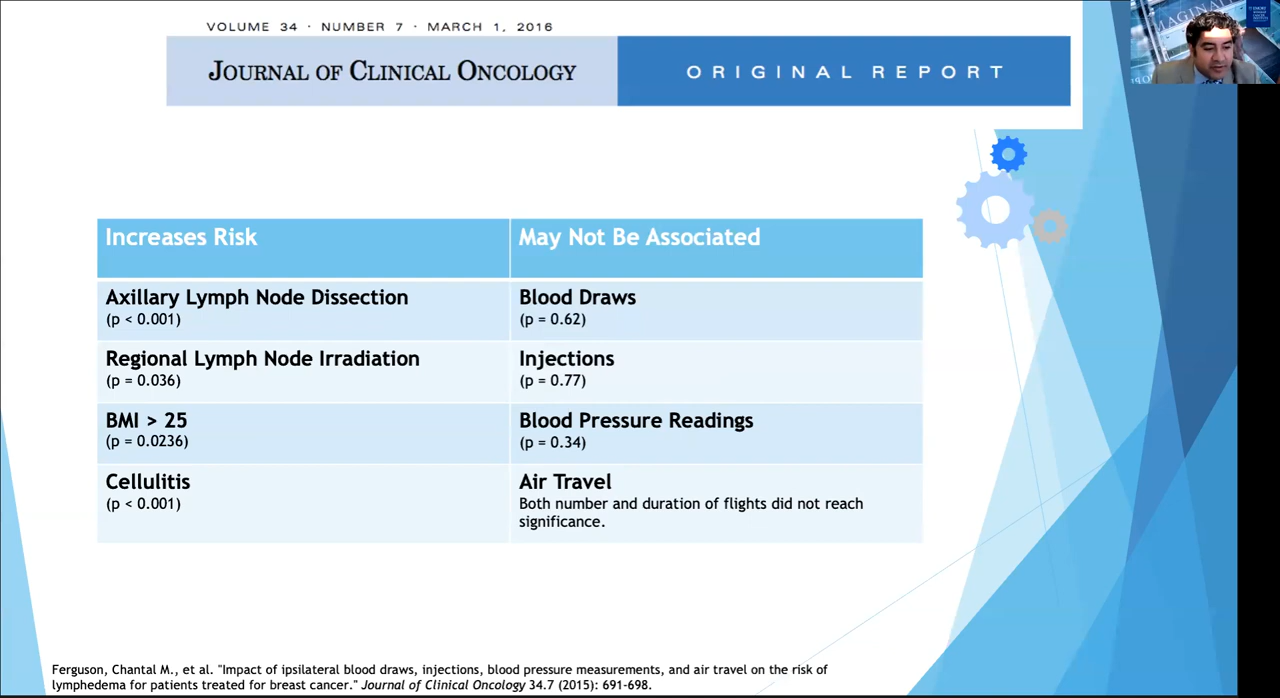 VOLUME 34 · NUMBER 7 · MARCH 1, 2016
JOURNAL OF CLINICAL ONCOLOGY
ORIGINAL REPORT
Increases Risk
May Not Be Associated
Axillary Lymph Node Dissection
(p < 0.001)
Blood Draws
(p = 0.62)
Regional Lymph Node Irradiation
(p = 0.036)
Injections
(p = 0.77)
BMI > 25
(p = 0.0236)
Blood Pressure Readings
(p = 0.34)
Cellulitis
(p < 0.001)
Air Travel
Both number and duration of flights did not reach
significance.
Ferguson, Chantal M., et al. "Impact of ipsilateral blood draws, injections, blood pressure measurements, and air travel on the risk of
lymphedema for patients treated for breast cancer." Journal of Clinical Oncology 34.7 (2015): 691-698.